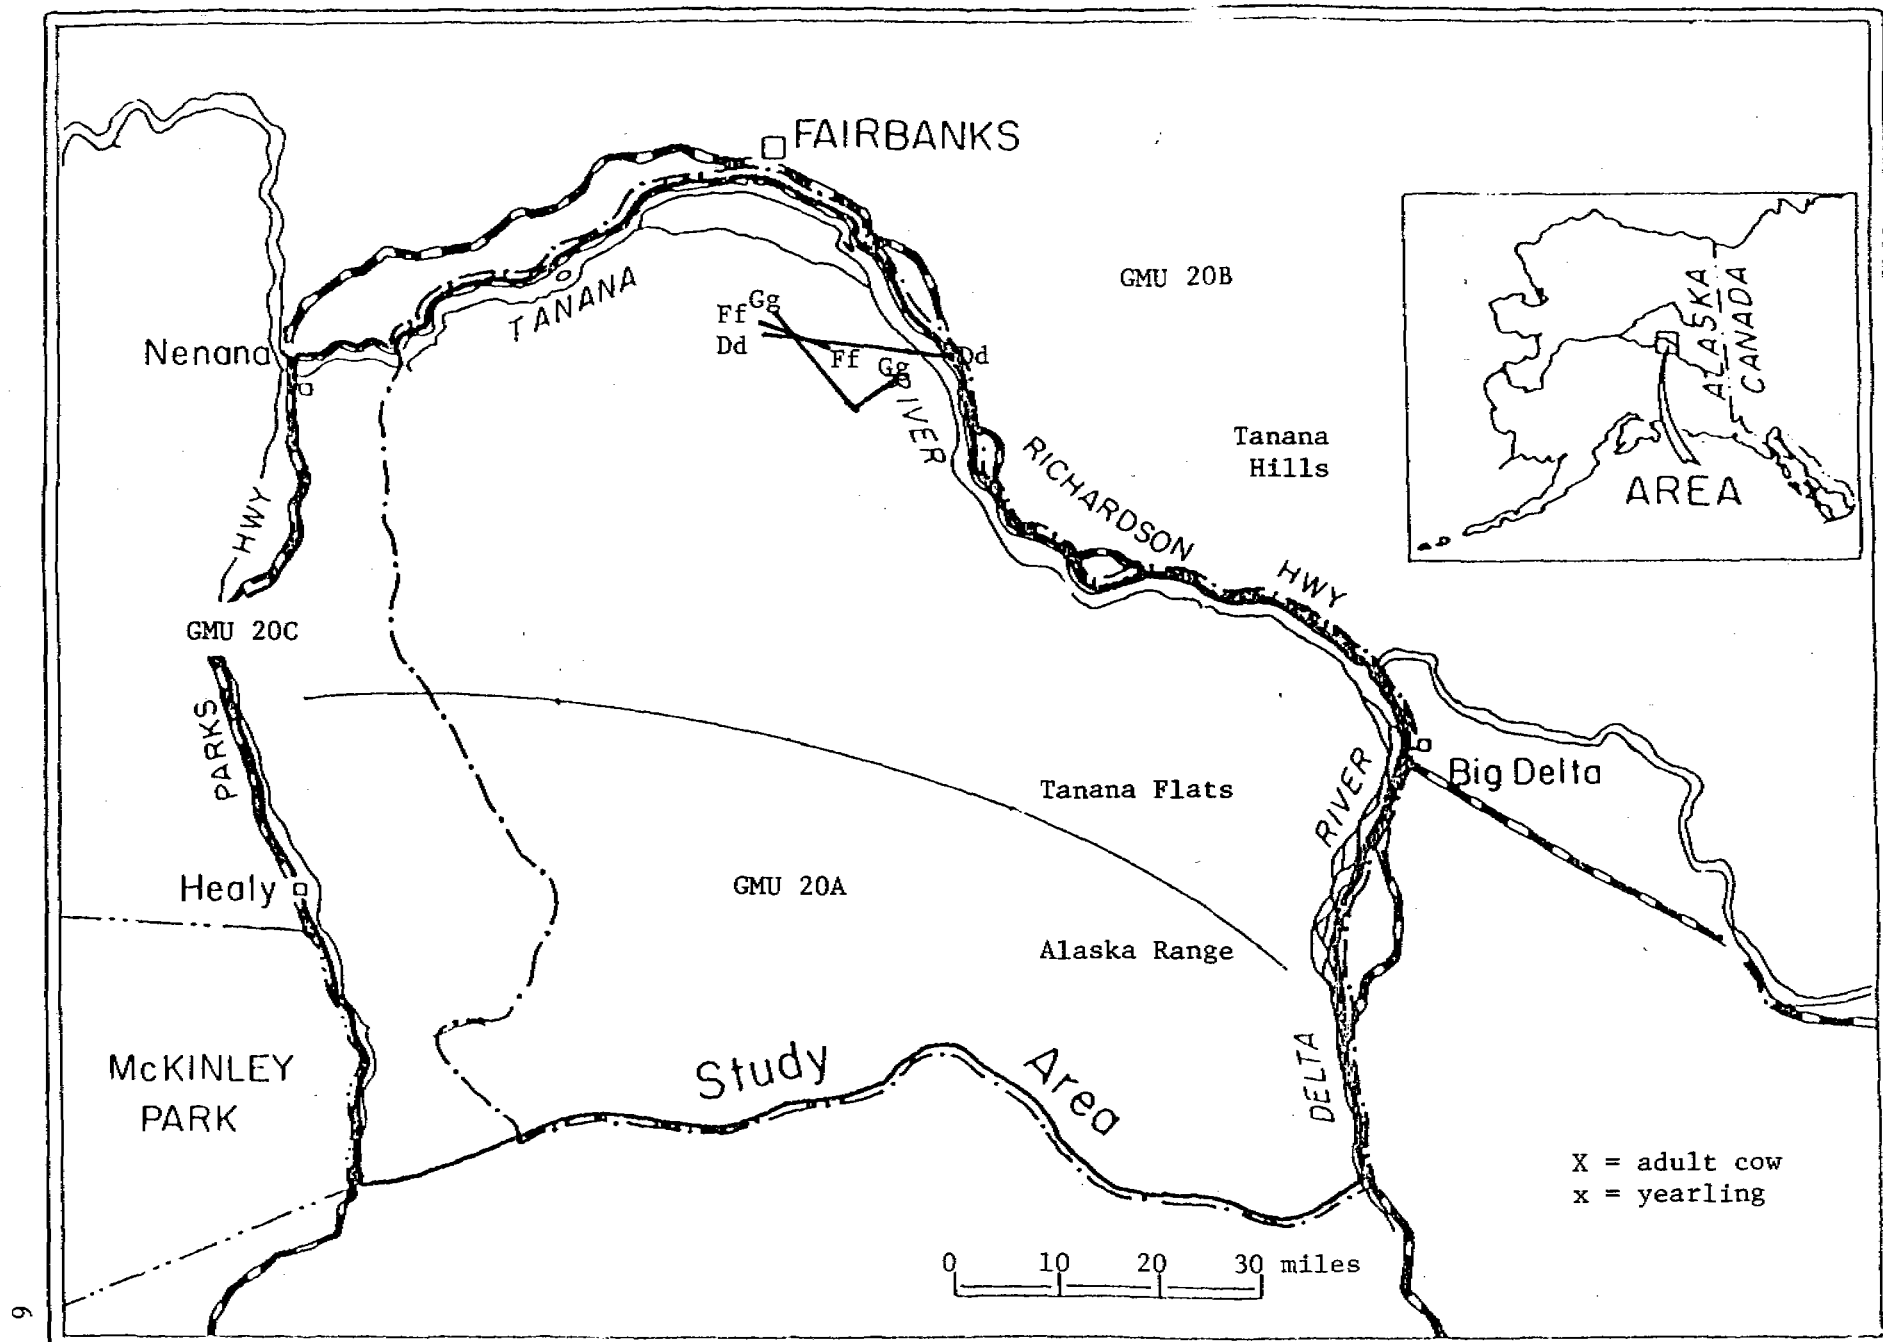 FAIRBANKS
GMU 20B
TANANA
Gg
Ff
Dd
Ff
Gg
Dd
RIVER
Nenana
ALASKA
CANADA
AREA
Tanana
Hills
RICHARDSON
HWY
HWY
GMU 20C
PARKS
RIVER
Big Delta
Tanana Flats
Healy
GMU 20A
Alaska Range
DELTA
McKINLEY
PARK
Study Area
X = adult cow
x = yearling
0 10 20 30 miles
9